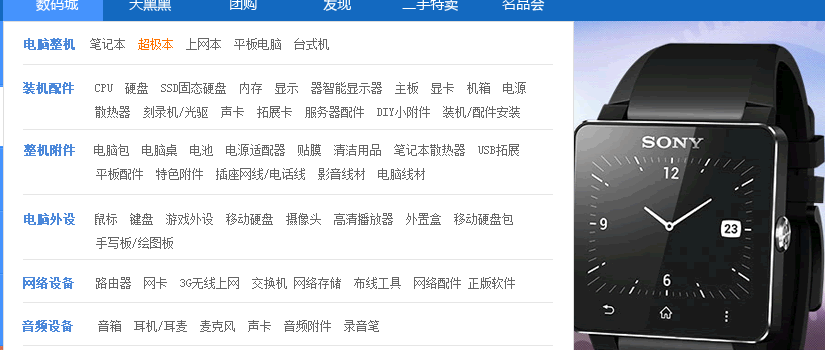 数码城 天黑黑 团购 发现 二手特卖 名品会
电脑整机 笔记本 超极本 上网本 平板电脑 台式机
装机配件 CPU 硬盘 SSD固态硬盘 内存 显示 器智能显示器 主板 显卡 机箱 电源
散热器 刻录机/光驱 声卡 拓展卡 服务器配件 DIY小附件 装机/配件安装
整机附件 电脑包 电脑桌 电池 电源适配器 贴膜 清洁用品 笔记本散热器 USB拓展
平板配件 特色附件 插座网线/电话线 影音线材 电脑线材
电脑外设 鼠标 键盘 游戏外设 移动硬盘 摄像头 高清播放器 外置盒 移动硬盘包
手写板/绘图板
网络设备 路由器 网卡 3G无线上网 交换机 网络存储 布线工具 网络配件 正版软件
音频设备 音箱 耳机/耳麦 麦克风 声卡 音频附件 录音笔
SONY
12
9
23
6